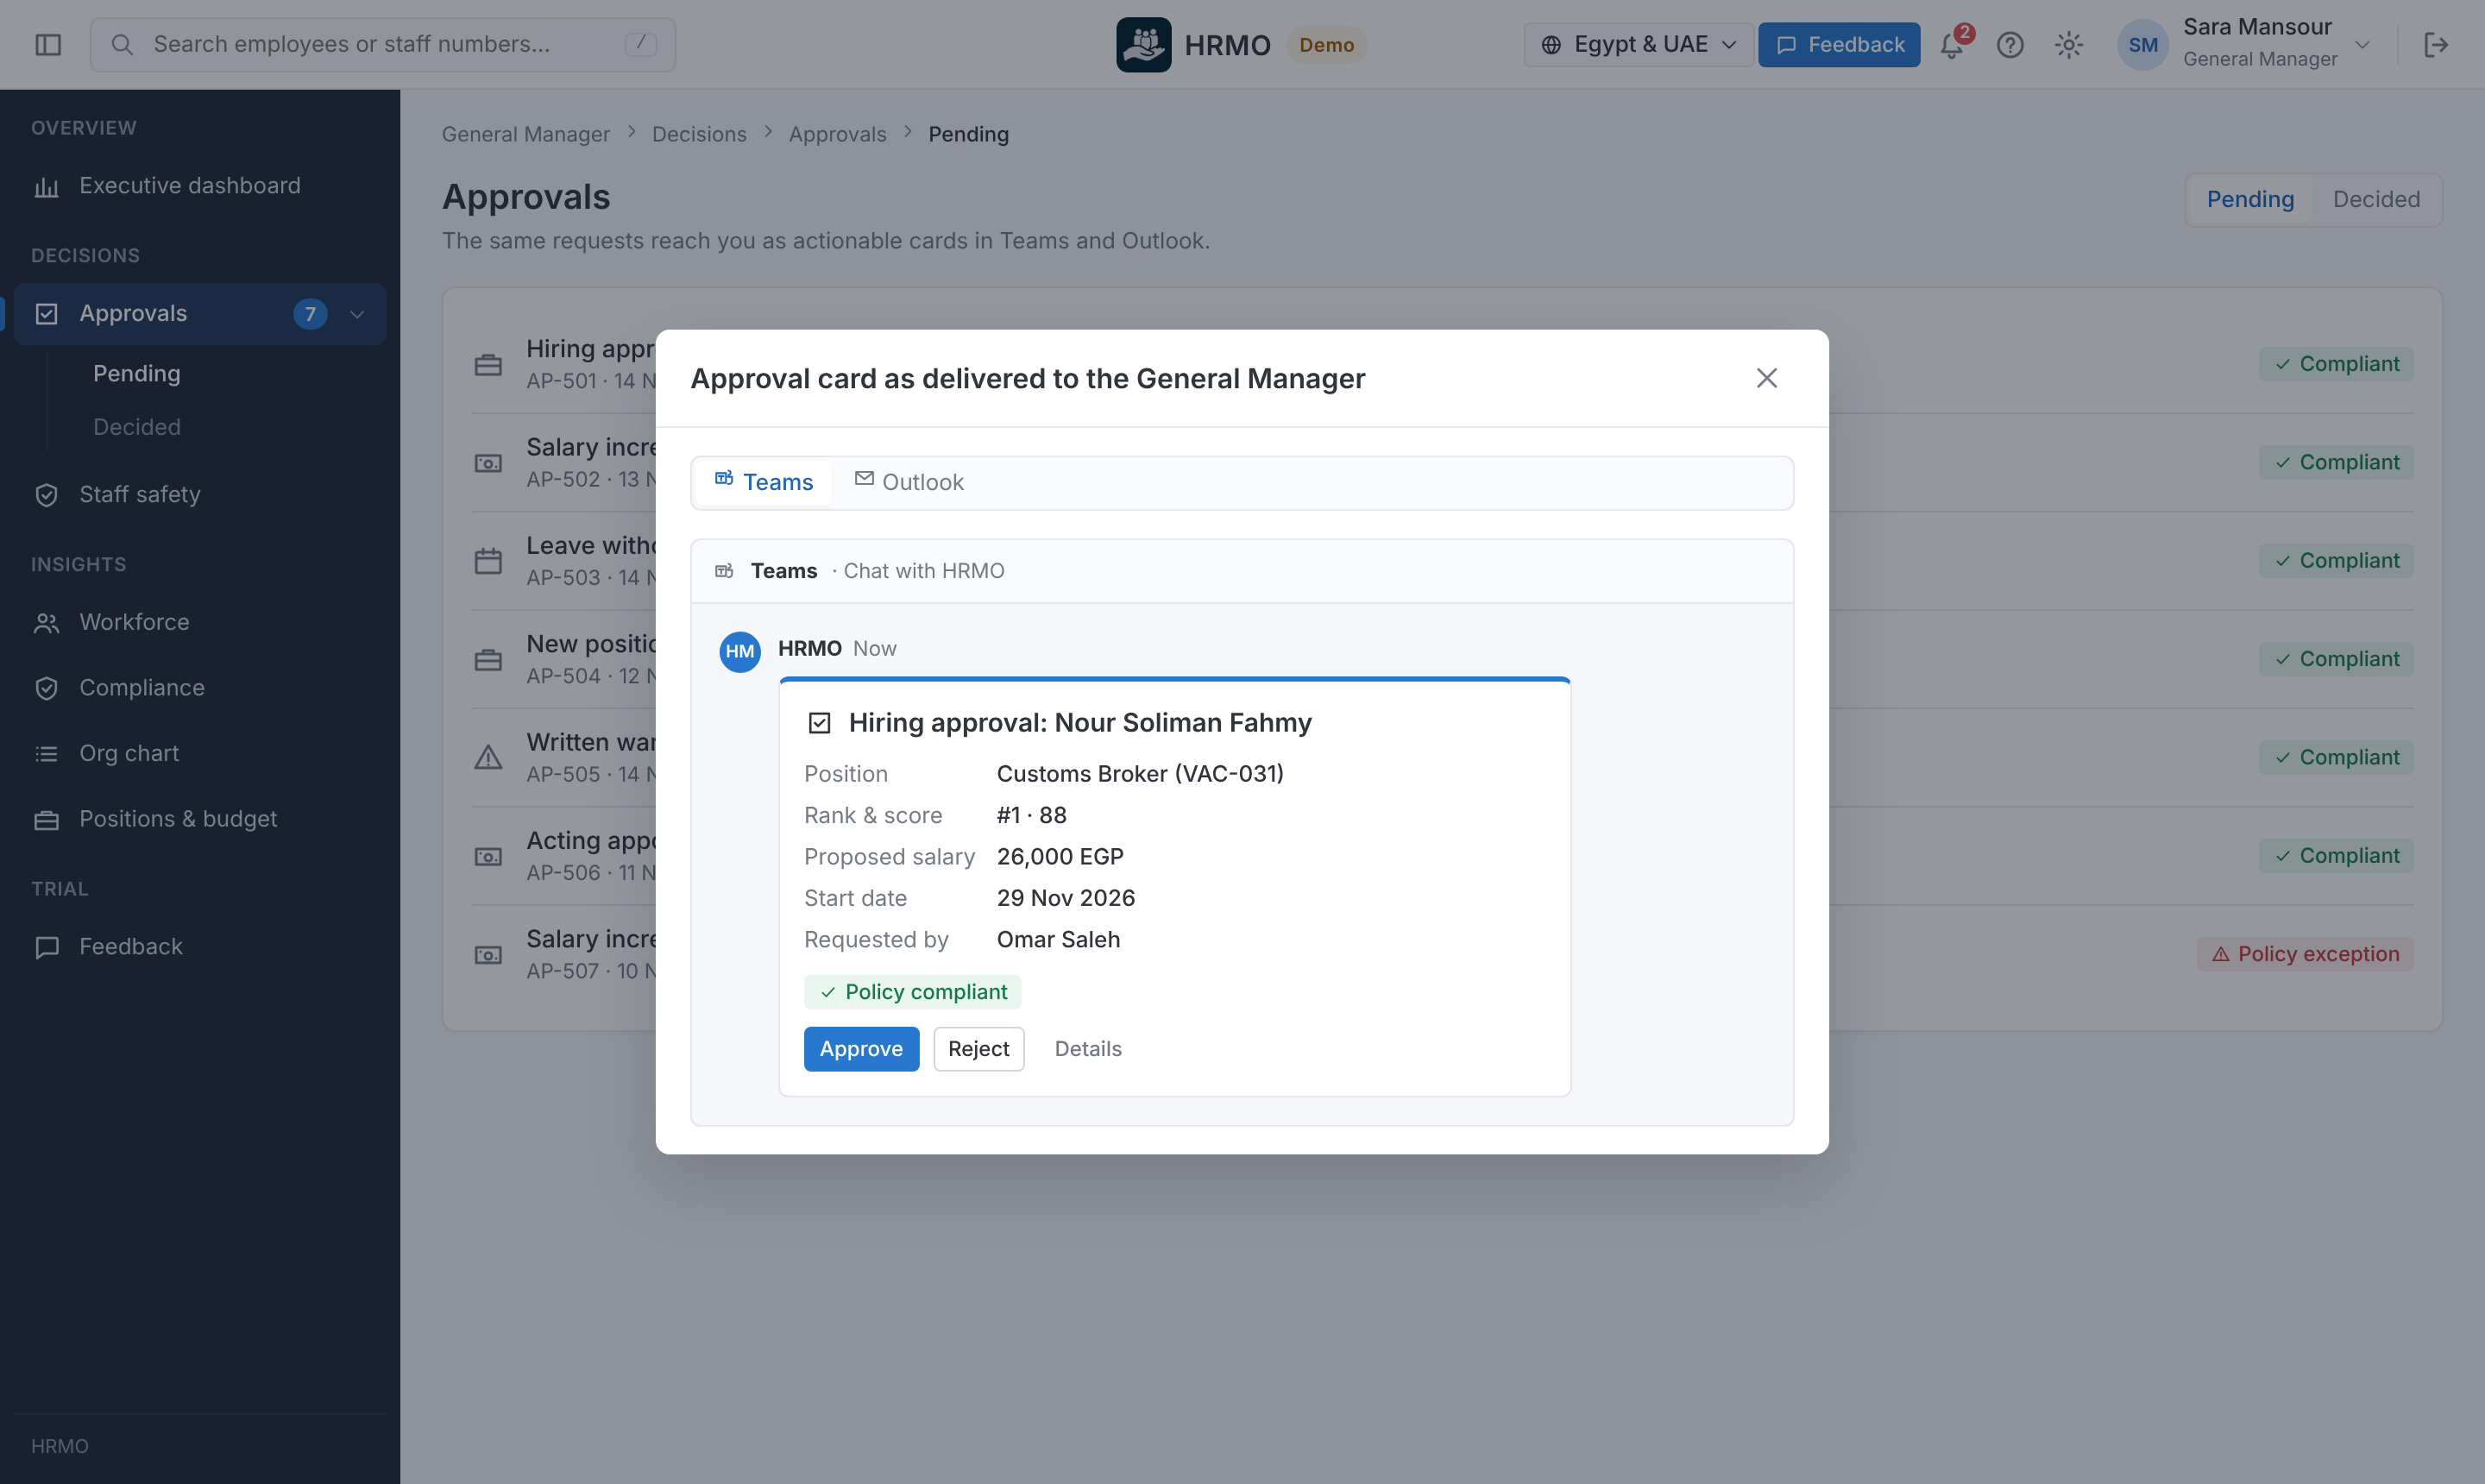 Search employees or staff numbers... /
HRMO Demo
Egypt & UAE
Feedback
2
SM
Sara Mansour
General Manager
OVERVIEW
Executive dashboard
DECISIONS
Approvals 7
Pending
Decided
Staff safety
INSIGHTS
Workforce
Compliance
Org chart
Positions & budget
TRIAL
Feedback
HRMO
General Manager > Decisions > Approvals > Pending
Approvals
The same requests reach you as actionable cards in Teams and Outlook.
Pending Decided
Hiring
AP-501 · 14
Compliant
Salary
AP-502 · 13
Compliant
Leave
AP-503 · 14
Compliant
New
AP-504 · 12
Compliant
Written
AP-505 · 14
Compliant
Acting
AP-506 · 11
Compliant
Salary
AP-507 · 10
Policy exception
Approval card as delivered to the General Manager
Teams Outlook
Teams · Chat with HRMO
HM
HRMO Now
Hiring approval: Nour Soliman Fahmy
Position Customs Broker (VAC-031)
Rank & score #1 · 88
Proposed salary 26,000 EGP
Start date 29 Nov 2026
Requested by Omar Saleh
Policy compliant
Approve Reject Details